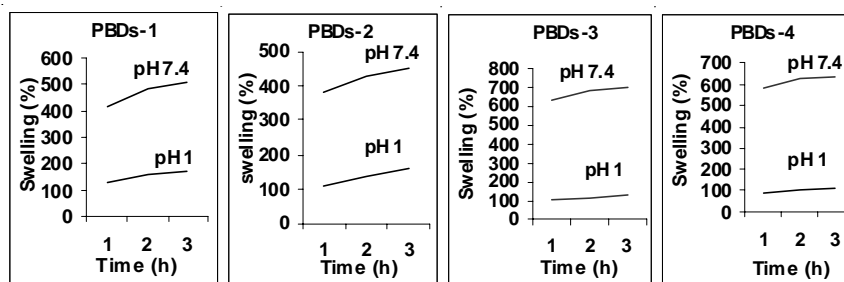 PBDs-1
600
500
400
300
200
100
0
Swelling (%)
pH 7.4
pH 1
1 2 3
Time (h)
PBDs-2
500
400
300
200
100
0
swelling (%)
pH 7.4
pH 1
1 2 3
Time (h)
PBDs-3
800
700
600
500
400
300
200
100
0
Swelling (%)
pH 7.4
pH 1
1 2 3
Time (h)
PBDs-4
700
600
500
400
300
200
100
0
Swelling (%)
pH 7.4
pH 1
1 2 3
Time (h)